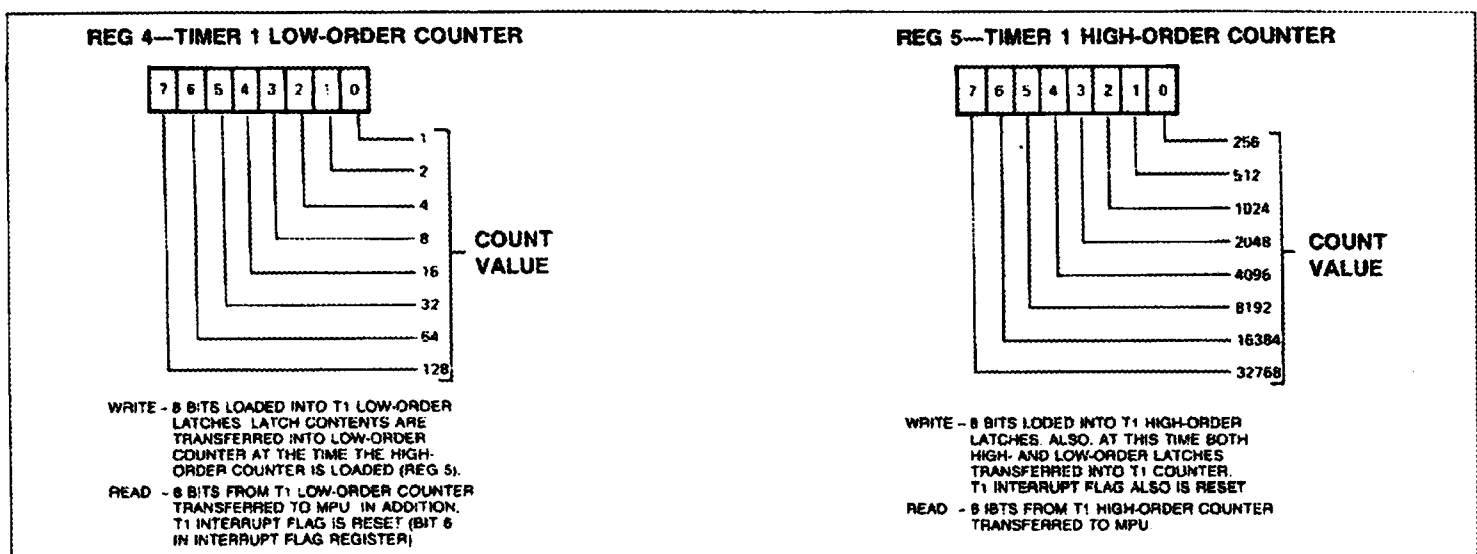 REG 4—TIMER 1 LOW-ORDER COUNTER
7 6 5 4 3 2 1 0
1
2
4
8
16
32
64
128
COUNT
VALUE
WRITE - 8 BITS LOADED INTO T1 LOW-ORDER
LATCHES. LATCH CONTENTS ARE
TRANSFERRED INTO LOW-ORDER
COUNTER AT THE TIME THE HIGH-
ORDER COUNTER IS LOADED (REG 5).
READ - 8 BITS FROM T1 LOW-ORDER COUNTER
TRANSFERRED TO MPU. IN ADDITION,
T1 INTERRUPT FLAG IS RESET (BIT 6
IN INTERRUPT FLAG REGISTER)
REG 5—TIMER 1 HIGH-ORDER COUNTER
7 6 5 4 3 2 1 0
256
512
1024
2048
4096
8192
16384
32768
COUNT
VALUE
WRITE - 8 BITS LODED INTO T1 HIGH-ORDER
LATCHES. ALSO, AT THIS TIME BOTH
HIGH- AND LOW-ORDER LATCHES
TRANSFERRED INTO T1 COUNTER.
T1 INTERRUPT FLAG ALSO IS RESET
READ - 8 IBTS FROM T1 HIGH-ORDER COUNTER
TRANSFERRED TO MPU